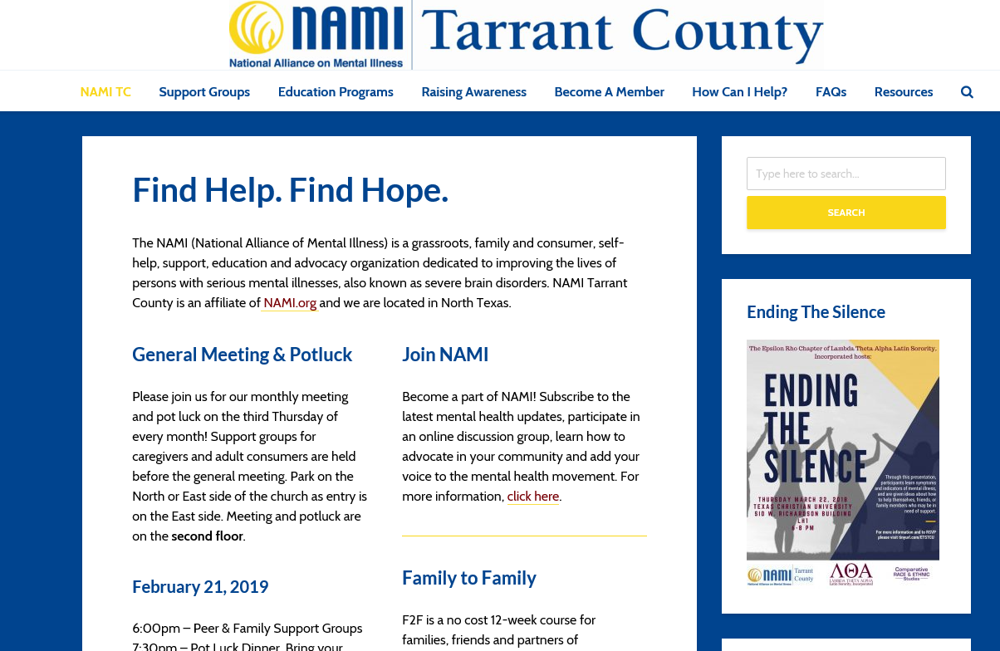 NAMI
National Alliance on Mental Illness
Tarrant County
NAMI TC Support Groups Education Programs Raising Awareness Become A Member How Can I Help? FAQs Resources
Find Help. Find Hope.
The NAMI (National Alliance of Mental Illness) is a grassroots, family and consumer, self-
help, support, education and advocacy organization dedicated to improving the lives of
persons with serious mental illnesses, also known as severe brain disorders. NAMI Tarrant
County is an affiliate of NAMI.org and we are located in North Texas.
General Meeting & Potluck
Please join us for our monthly meeting
and pot luck on the third Thursday of
every month! Support groups for
caregivers and adult consumers are held
before the general meeting. Park on the
North or East side of the church & entry is
on the East side. Meeting and potluck are
on the second floor.
February 21, 2019
6:00pm – Peer & Family Support Groups
7:30pm – Pot Luck Dinner. Bring your
Join NAMI
Become a part of NAMI! Subscribe to the
latest mental health updates, participate in
an online discussion group, learn how to
advocate in your community and add your
voice to the mental health movement. For
more information, click here.
Family to Family
F2F is a no cost 12-week course for
families, friends and partners of
Type here to search...
SEARCH
Ending The Silence
The Epsilon Rho Chapter of Lambda Theta Alpha Latin Sorority,
Incorporated hosts:
ENDING
THE
SILENCE
Through this presentation,
participants learn symptoms
and indicators of mental illness,
and are given ideas about how
to help themselves, friends, or
family members who may be in
need of support.
THURSDAY MARCH 22, 2018
TEXAS CHRISTIAN UNIVERSITY
SID W. RICHARDSON BUILDING
LH1
6-8 PM
For more information and to RSVP
please visit tinyurl.com/ETSTCU
NAMI Tarrant
County
National Alliance on Mental Illness
ΛΘΑ
LAMBDA THETA ALPHA
Latin Sorority, Incorporated
Comparative
RACE & ETHNIC
Studies